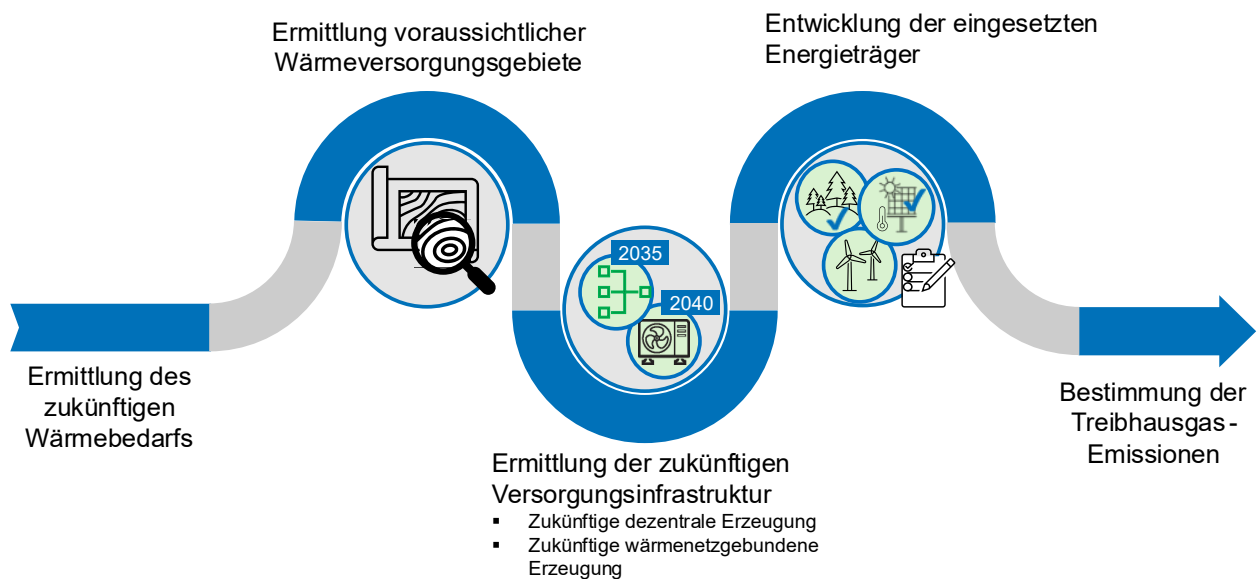 Ermittlung voraussichtlicher
Wärmeversorgungsgebiete
Entwicklung der eingesetzten
Energieträger
2035
2040
Ermittlung des
zukünftigen
Wärmebedarfs
Ermittlung der zukünftigen
Versorgungsinfrastruktur
▪ Zukünftige dezentrale Erzeugung
▪ Zukünftige wärmenetzgebundene
Erzeugung
Bestimmung der
Treibhausgas-
Emissionen